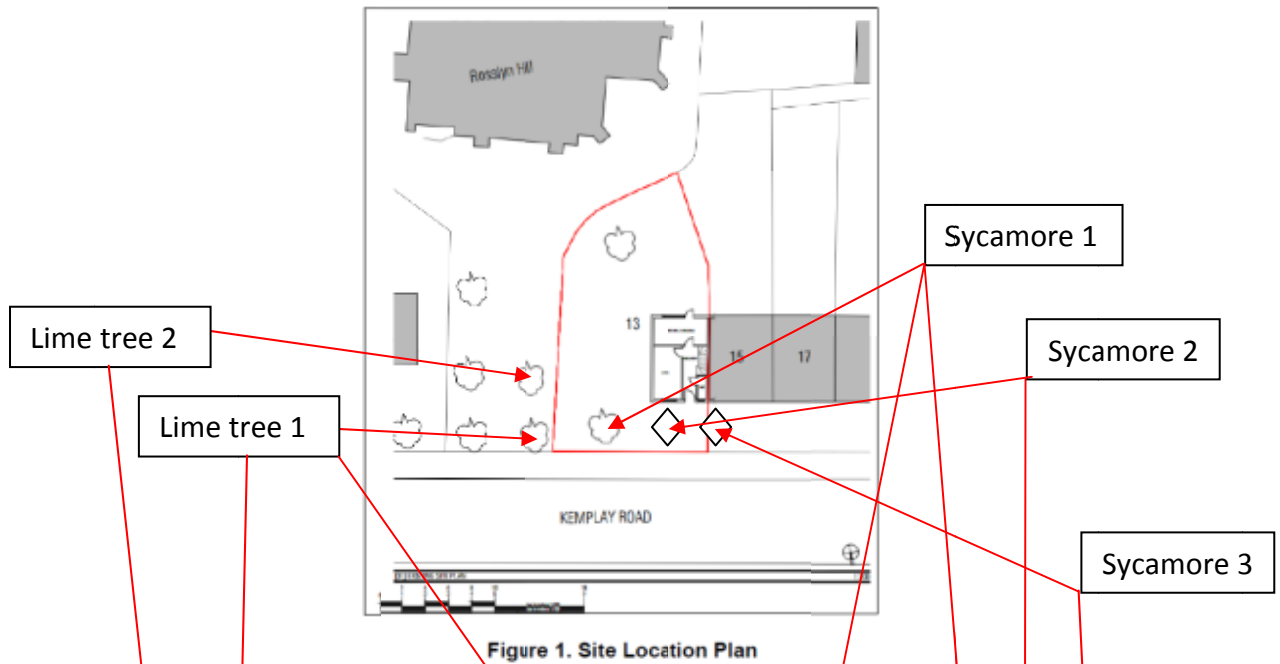 Rosslyn Hill
Sycamore 1
Lime tree 2
13
15
17
Sycamore 2
Lime tree 1
KEMPLAY ROAD
Sycamore 3
Figure 1. Site Location Plan